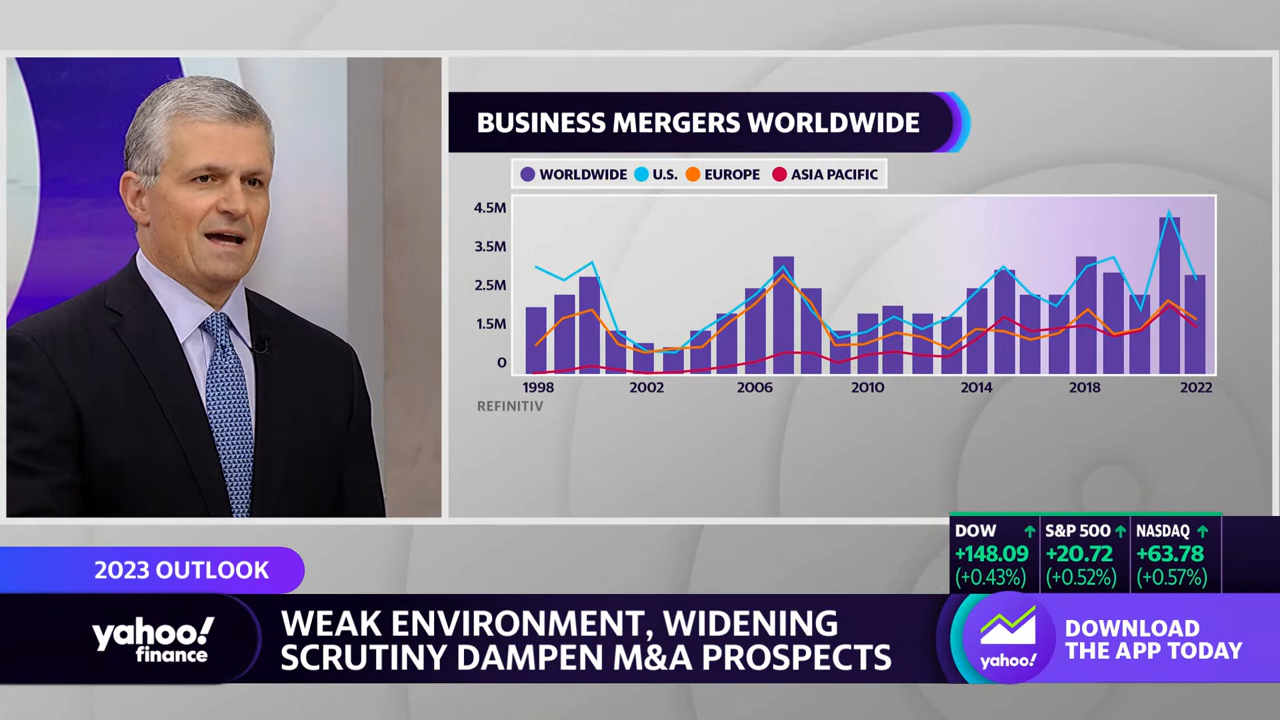 BUSINESS MERGERS WORLDWIDE
WORLDWIDE U.S. EUROPE ASIA PACIFIC
4.5M
3.5M
2.5M
1.5M
0
1998 2002 2006 2010 2014 2018 2022
REFINITIV
DOW
+148.09
(+0.43%)
S&P 500
+20.72
(+0.52%)
NASDAQ
+63.78
(+0.57%)
2023 OUTLOOK
yahoo!
finance
WEAK ENVIRONMENT, WIDENING
SCRUTINY DAMPEN M&A PROSPECTS
yahoo!
DOWNLOAD
THE APP TODAY